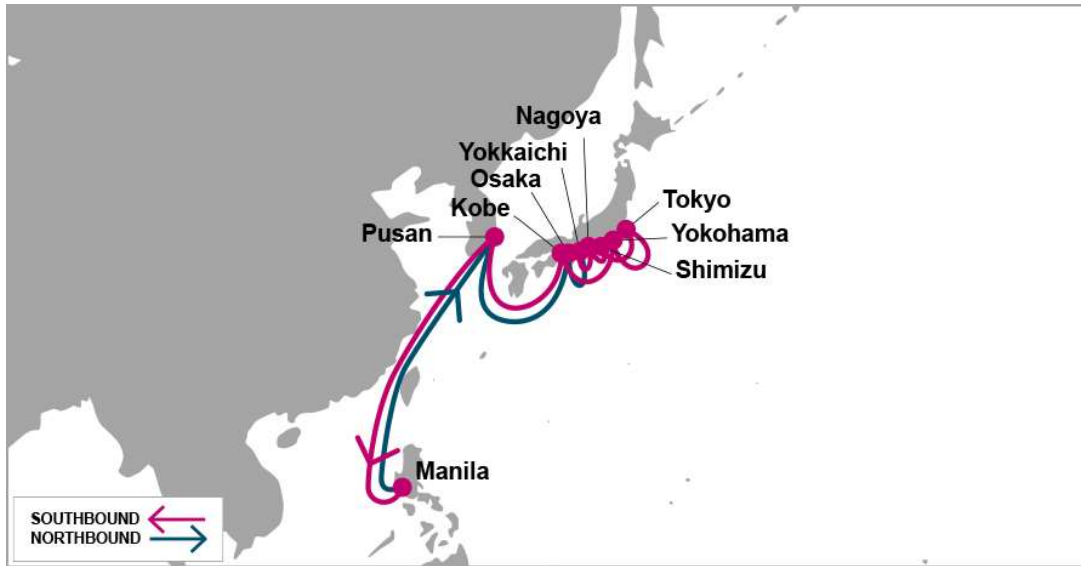 Nagoya
Yokkaichi
Osaka
Kobe
Pusan
Tokyo
Yokohama
Shimizu
Manila
SOUTHBOUND
NORTHBOUND